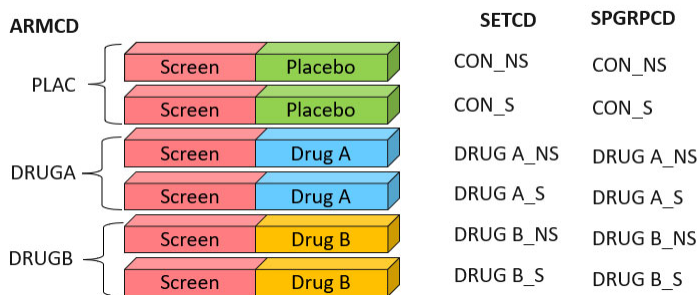 ARMCD SETCD SPGRPCD
PLAC
Screen Placebo CON_NS CON_NS
Screen Placebo CON_S CON_S
DRUGA
Screen Drug A DRUG A_NS DRUG A_NS
Screen Drug A DRUG A_S DRUG A_S
DRUGB
Screen Drug B DRUG B_NS DRUG B_NS
Screen Drug B DRUG B_S DRUG B_S